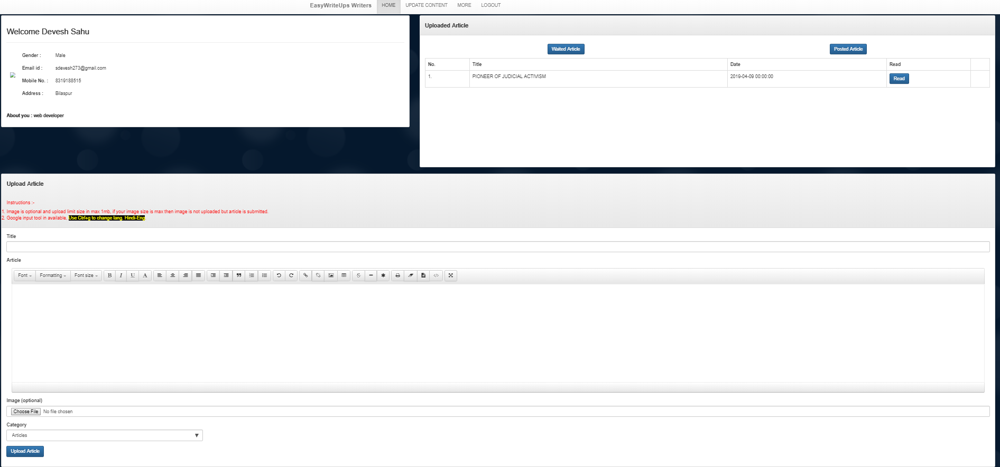 EasyWriteUps Writers HOME UPDATE CONTENT MORE LOGOUT
Welcome Devesh Sahu
Gender : Male
Email id : sdevesh273@gmail.com
Mobile No. : 8319188515
Address : Bilaspur
About you : web developer
Uploaded Article
Waited Article Posted Article
No. Title Date Read
1. PIONEER OF JUDICIAL ACTIVISM 2019-04-09 00:00:00 Read
Upload Article
Instructions :-
1. Image is optional and upload limit size in max 1mb, if your image size is max then image is not uploaded but article is submitted.
2. Google input tool in available, Use Ctrl+g to change lang. Hindi-Eng.
Title
Article
Font Formatting Font size B I U A S
Image (optional)
Choose File No file chosen
Category
Articles
Upload Article